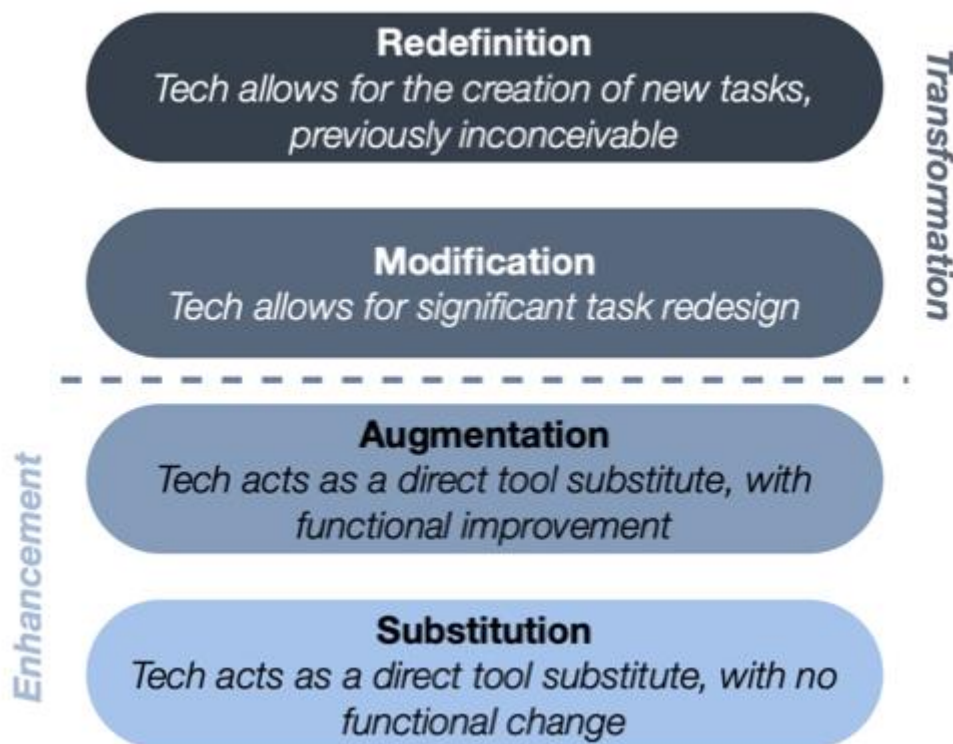 Redefinition
Tech allows for the creation of new tasks,
previously inconceivable
Transformation
Modification
Tech allows for significant task redesign
Augmentation
Tech acts as a direct tool substitute, with
functional improvement
Enhancement
Substitution
Tech acts as a direct tool substitute, with no
functional change